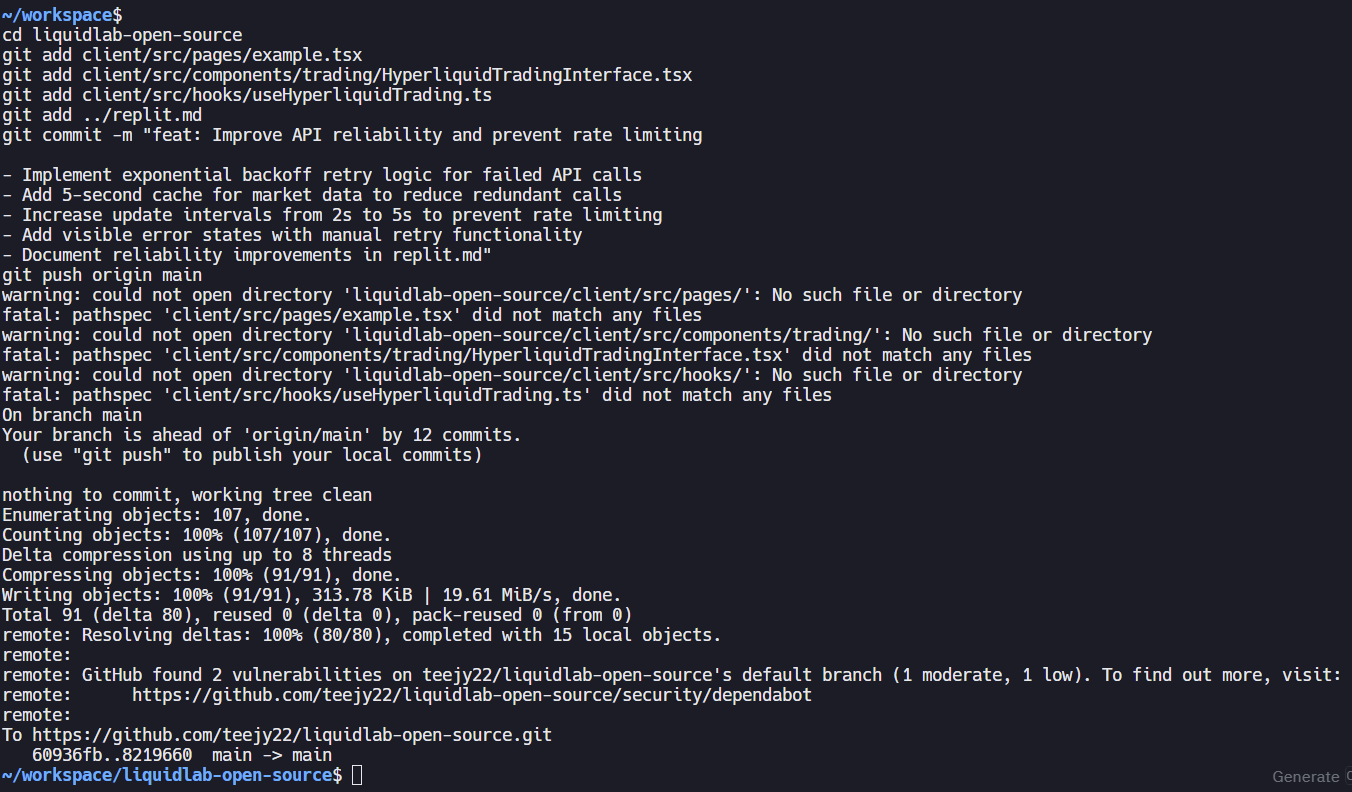 ~/workspace$
cd liquidlab-open-source
git add client/src/pages/example.tsx
git add client/src/components/trading/HyperliquidTradingInterface.tsx
git add client/src/hooks/useHyperliquidTrading.ts
git add ../replit.md
git commit -m "feat: Improve API reliability and prevent rate limiting

- Implement exponential backoff retry logic for failed API calls
- Add 5-second cache for market data to reduce redundant calls
- Increase update intervals from 2s to 5s to prevent rate limiting
- Add visible error states with manual retry functionality
- Document reliability improvements in replit.md"
git push origin main
warning: could not open directory 'liquidlab-open-source/client/src/pages/': No such file or directory
fatal: pathspec 'client/src/pages/example.tsx' did not match any files
warning: could not open directory 'liquidlab-open-source/client/src/components/trading/': No such file or directory
fatal: pathspec 'client/src/components/trading/HyperliquidTradingInterface.tsx' did not match any files
warning: could not open directory 'liquidlab-open-source/client/src/hooks/': No such file or directory
fatal: pathspec 'client/src/hooks/useHyperliquidTrading.ts' did not match any files
On branch main
Your branch is ahead of 'origin/main' by 12 commits.
  (use "git push" to publish your local commits)

nothing to commit, working tree clean
Enumerating objects: 107, done.
Counting objects: 100% (107/107), done.
Delta compression using up to 8 threads
Compressing objects: 100% (91/91), done.
Writing objects: 100% (91/91), 313.78 KiB | 19.61 MiB/s, done.
Total 91 (delta 80), reused 0 (delta 0), pack-reused 0 (from 0)
remote: Resolving deltas: 100% (80/80), completed with 15 local objects.
remote:
remote: GitHub found 2 vulnerabilities on teejy22/liquidlab-open-source's default branch (1 moderate, 1 low). To find out more, visit:
remote:      https://github.com/teejy22/liquidlab-open-source/security/dependabot
remote:
To https://github.com/teejy22/liquidlab-open-source.git
   60936fb..8219660  main -> main
~/workspace/liquidlab-open-source$
Generate